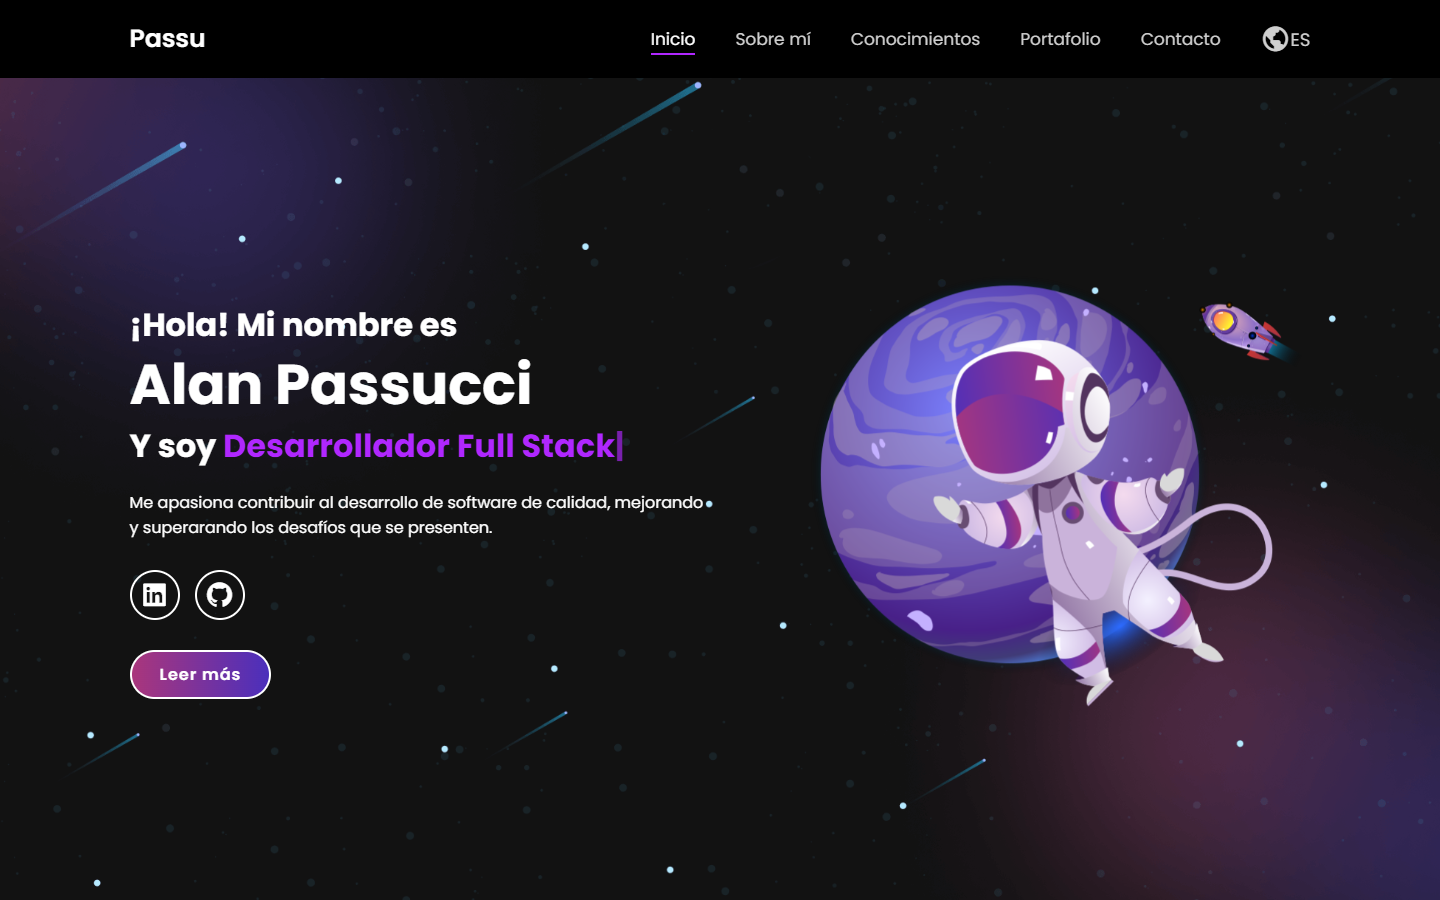 Passu
Inicio
Sobre mí
Conocimientos
Portafolio
Contacto
ES
¡Hola! Mi nombre es
Alan Passucci
Y soy Desarrollador Full Stack|
Me apasiona contribuir al desarrollo de software de calidad, mejorando
y superarando los desafíos que se presenten.
in
Leer más